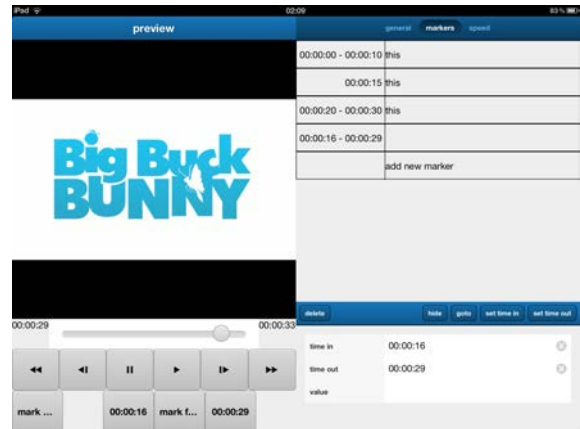 iPad
02:09
83%
preview
general markers speed
00:00:00 - 00:00:10 this
00:00:15 this
00:00:20 - 00:00:30 this
00:00:16 - 00:00:29
add new marker
Big Buck
BUNNY
delete
hide goto set time in set time out
00:00:29
00:00:33
time in 00:00:16
time out 00:00:29
value
mark ... 00:00:16 mark f... 00:00:29